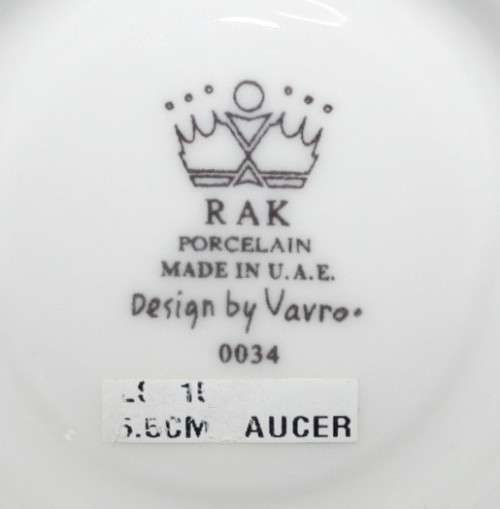 RAK
PORCELAIN
MADE IN U.A.E.
Design by Vavro.
0034
AUCER